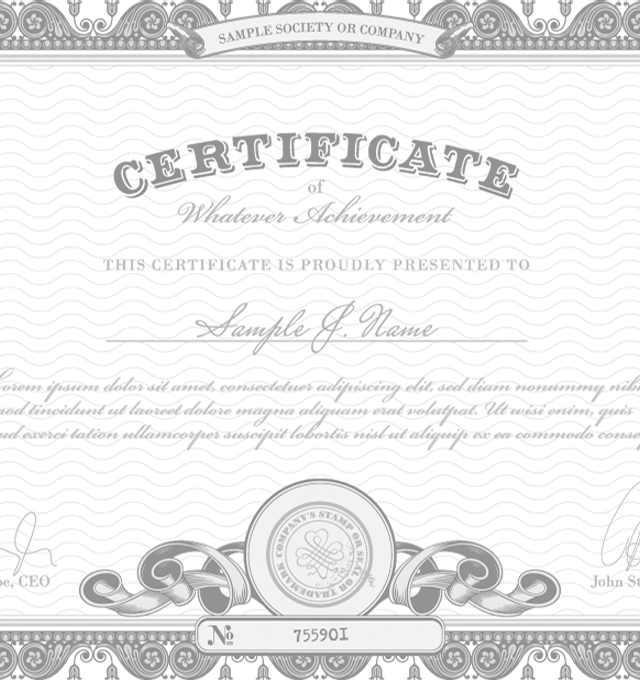 SAMPLE SOCIETY OR COMPANY
CERTIFICATE
of
Whatever Achievement
THIS CERTIFICATE IS PROUDLY PRESENTED TO
Sample J. Name
orem ipsum dolor sit amet, consectetuer adipiscing elit, sed diam nonummy nib
od tincidunt ut laoreet dolore magna aliquam erat volutpat. Ut wisi enim, quis
ud exerci tation ullamcorper suscipit lobortis nisl ut aliquip ex ea commodo conse
COMPANY'S STAMP OR SEAL OR TRADEMARK
oe, CEO
John St
No 755901